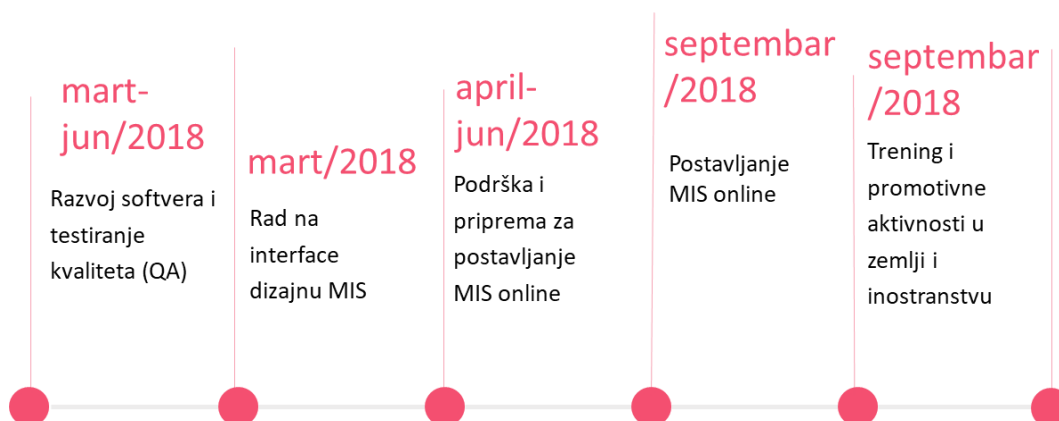 mart-
jun/2018
Razvoj softvera i
testiranje
kvaliteta (QA)
mart/2018
Rad na
interface
dizajnu MIS
april-
jun/2018
Podrška i
priprema za
postavljanje
MIS online
septembar
/2018
Postavljanje
MIS online
septembar
/2018
Trening i
promotivne
aktivnosti u
zemlji i
inostranstvu